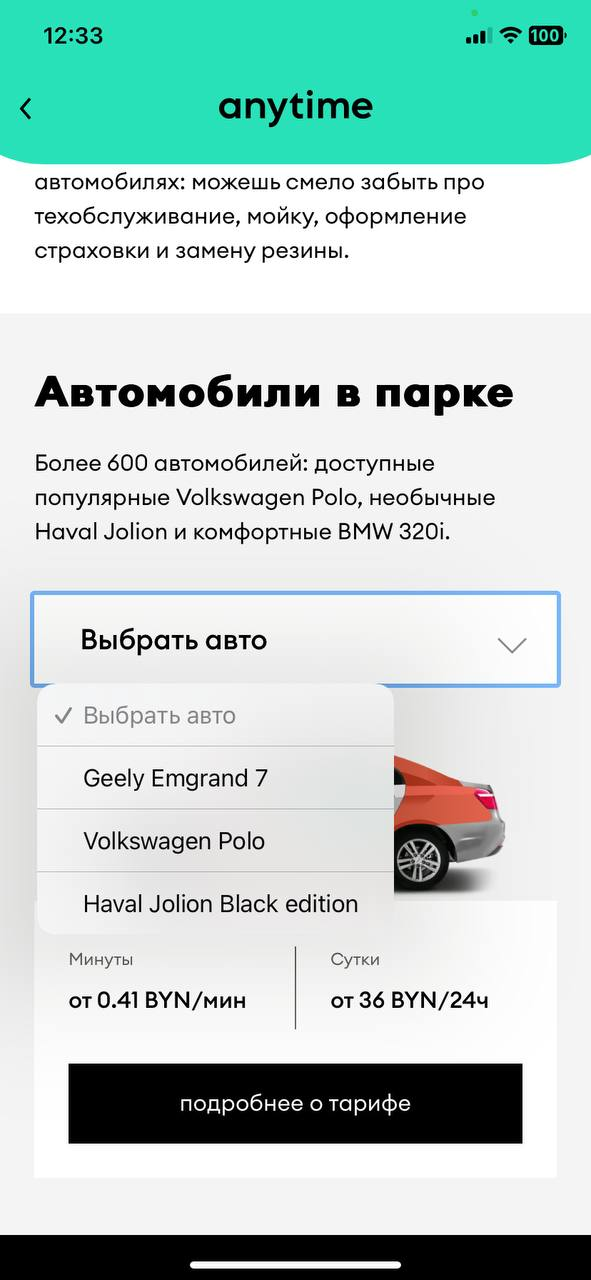 12:33
100
anytime
автомобилях: можешь смело забыть про
техобслуживание, мойку, оформление
страховки и замену резины.
Автомобили в парке
Более 600 автомобилей: доступные
популярные Volkswagen Polo, необычные
Haval Jolion и комфортные BMW 320i.
Выбрать авто
Выбрать авто
Geely Emgrand 7
Volkswagen Polo
Haval Jolion Black edition
Минуты
Сутки
от 0.41 BYN/мин
от 36 BYN/24ч
подробнее о тарифе